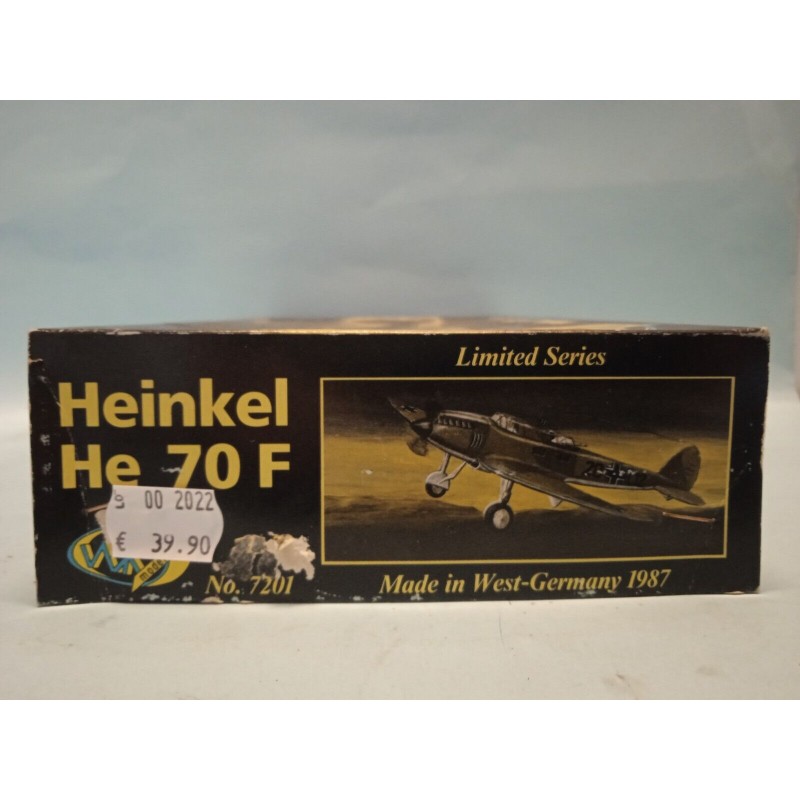 Limited Series
Heinkel
He 70 F
00 2022
€ 39.90
No. 7201
Made in West-Germany 1987